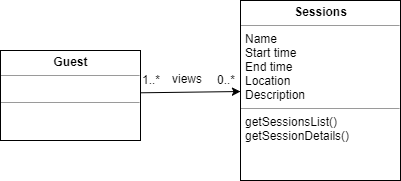 Sessions
Name
Start time
End time
Location
Description
getSessionsList()
getSessionDetails()
Guest
1..* views 0..*